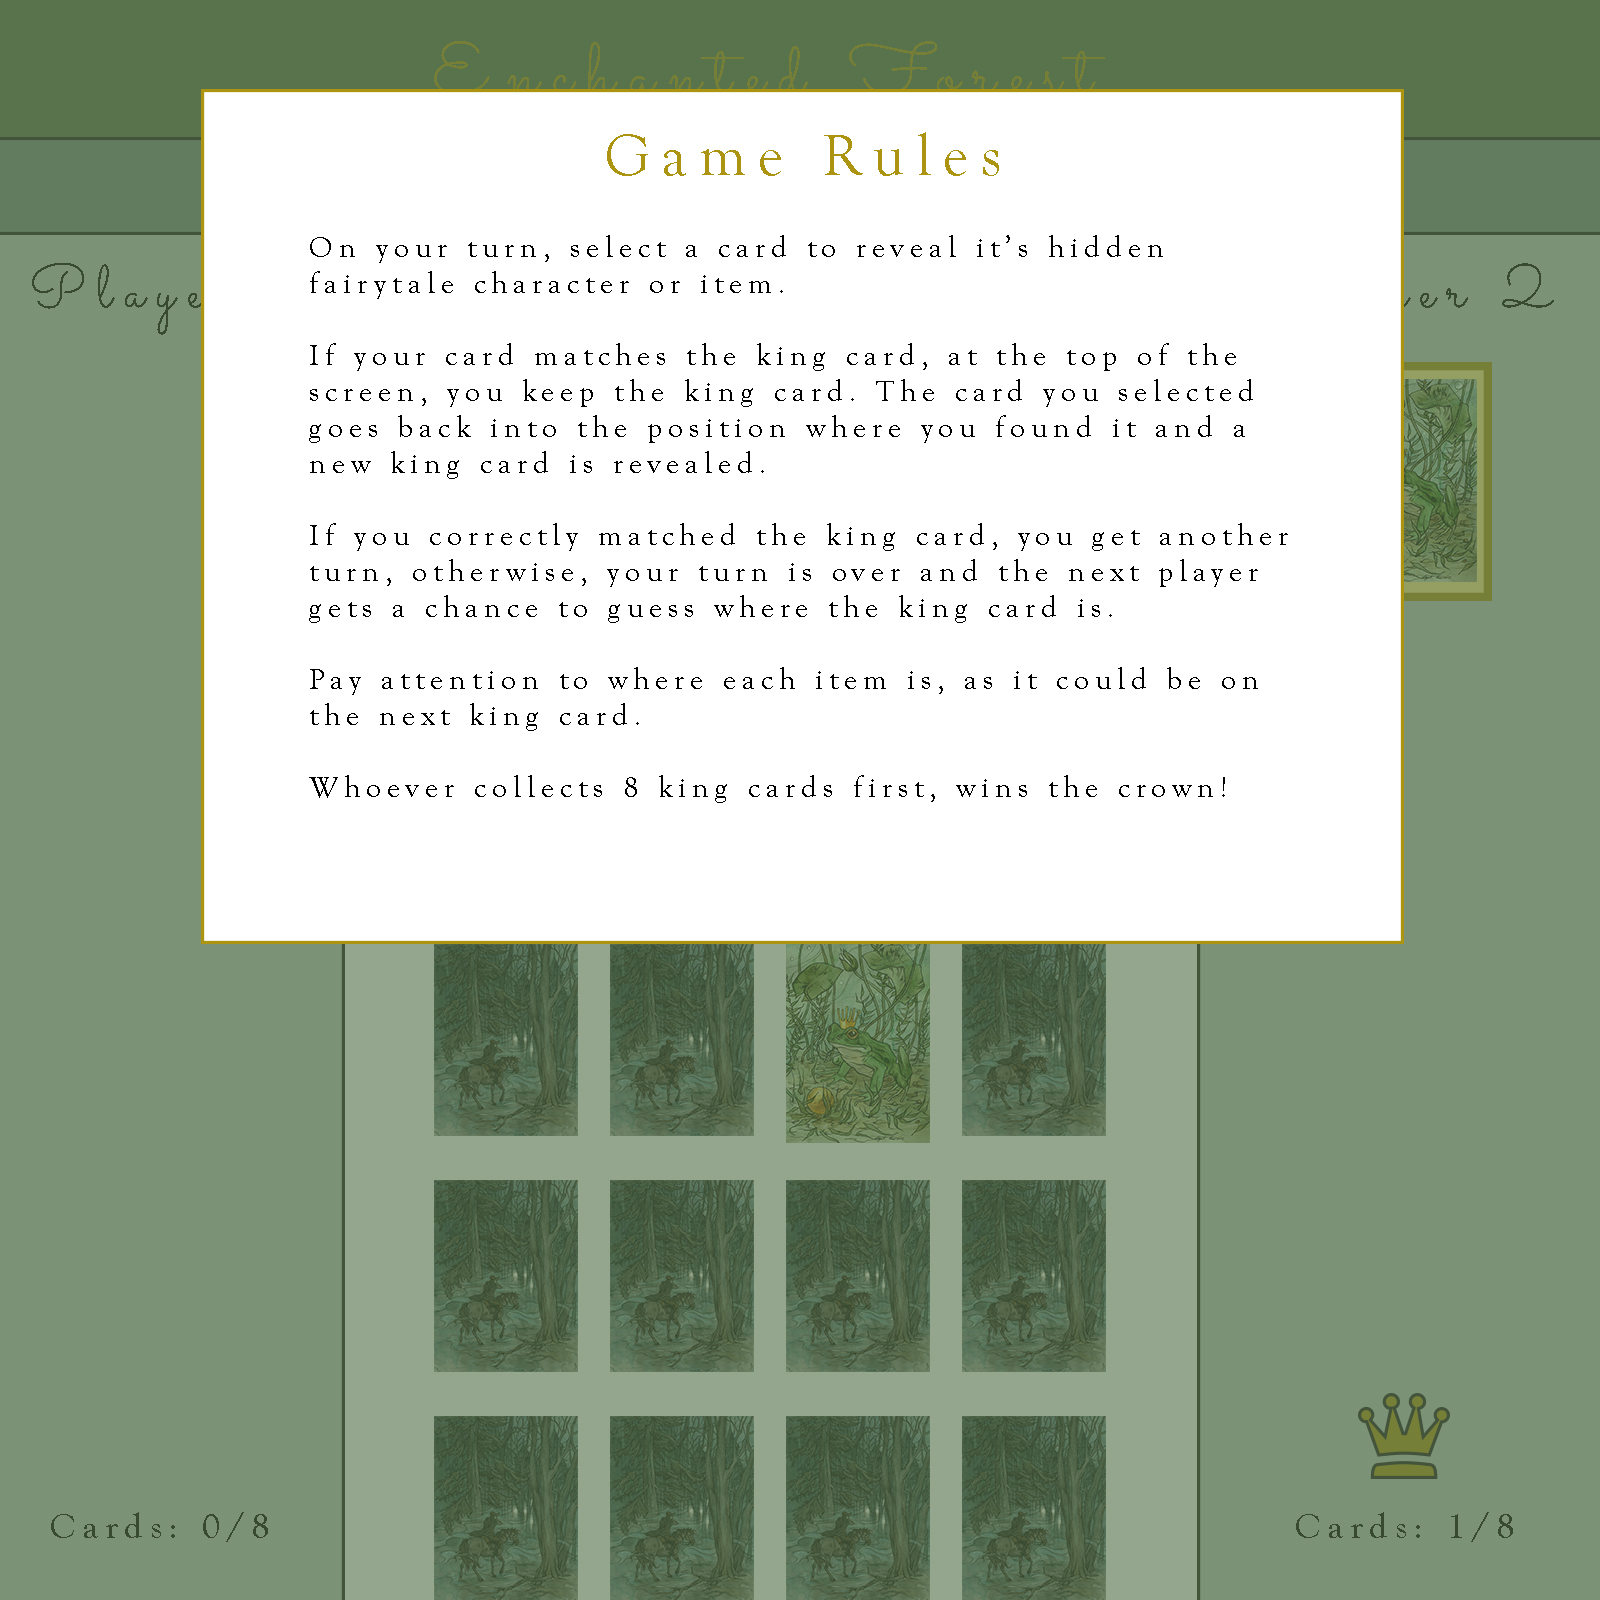 Enchanted Forest
Game Rules
On your turn, select a card to reveal it's hidden
fairytale character or item.
If your card matches the king card, at the top of the
screen, you keep the king card. The card you selected
goes back into the position where you found it and a
new king card is revealed.
If you correctly matched the king card, you get another
turn, otherwise, your turn is over and the next player
gets a chance to guess where the king card is.
Pay attention to where each item is, as it could be on
the next king card.
Whoever collects 8 king cards first, wins the crown!
Cards: 0/8
Cards: 1/8